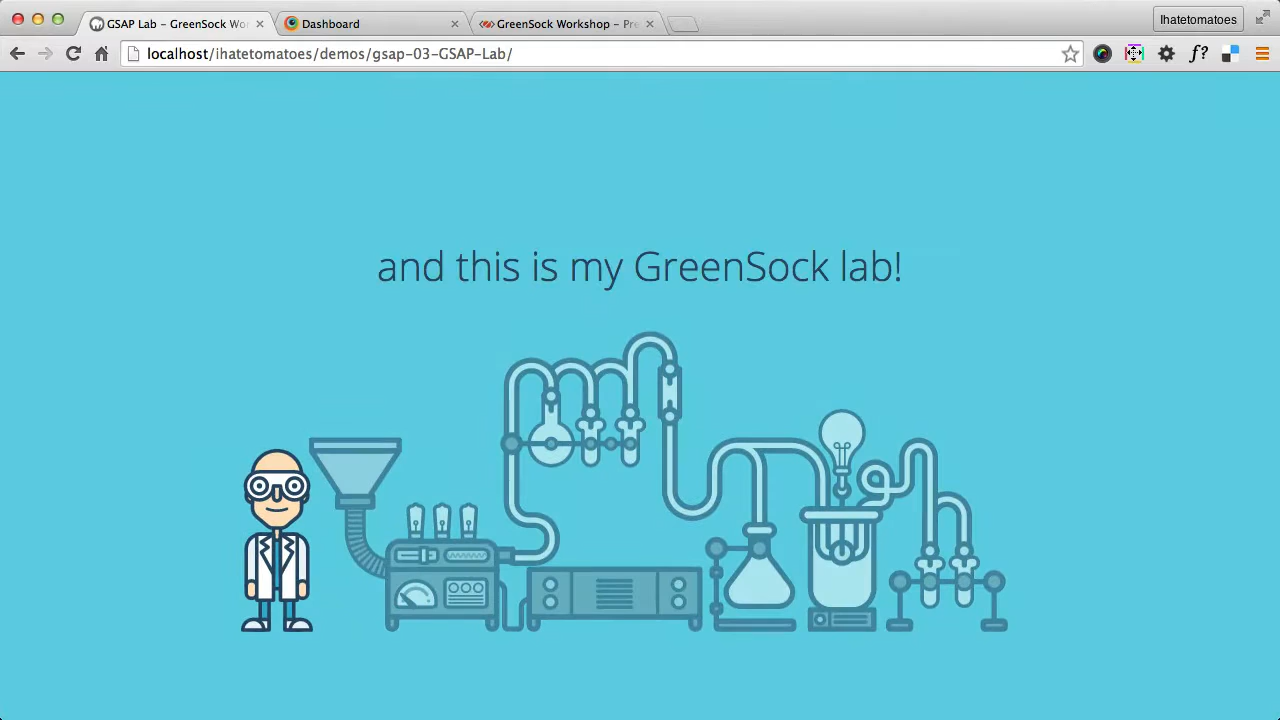 GSAP Lab – GreenSock Wo
Dashboard
GreenSock Workshop – Pre
Ihatetomatoes
localhost/ihatetomatoes/demos/gsap-03-GSAP-Lab/
f?
and this is my GreenSock lab!